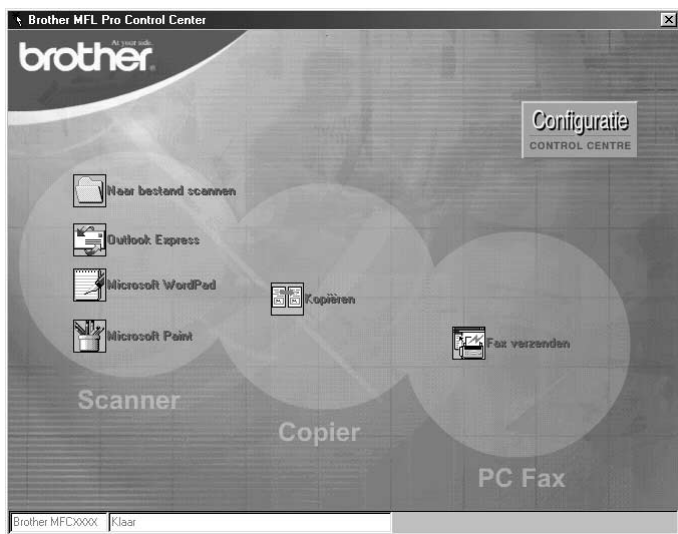 Brother MFL Pro Control Center
At your side.
brother.
Configuratie
CONTROL CENTRE
Naar bestand scannen
Outlook Express
Microsoft WordPad
Microsoft Paint
Scanner
Kopiëren
Copier
Fax verzenden
PC Fax
Brother MFCXXXX
Klaar